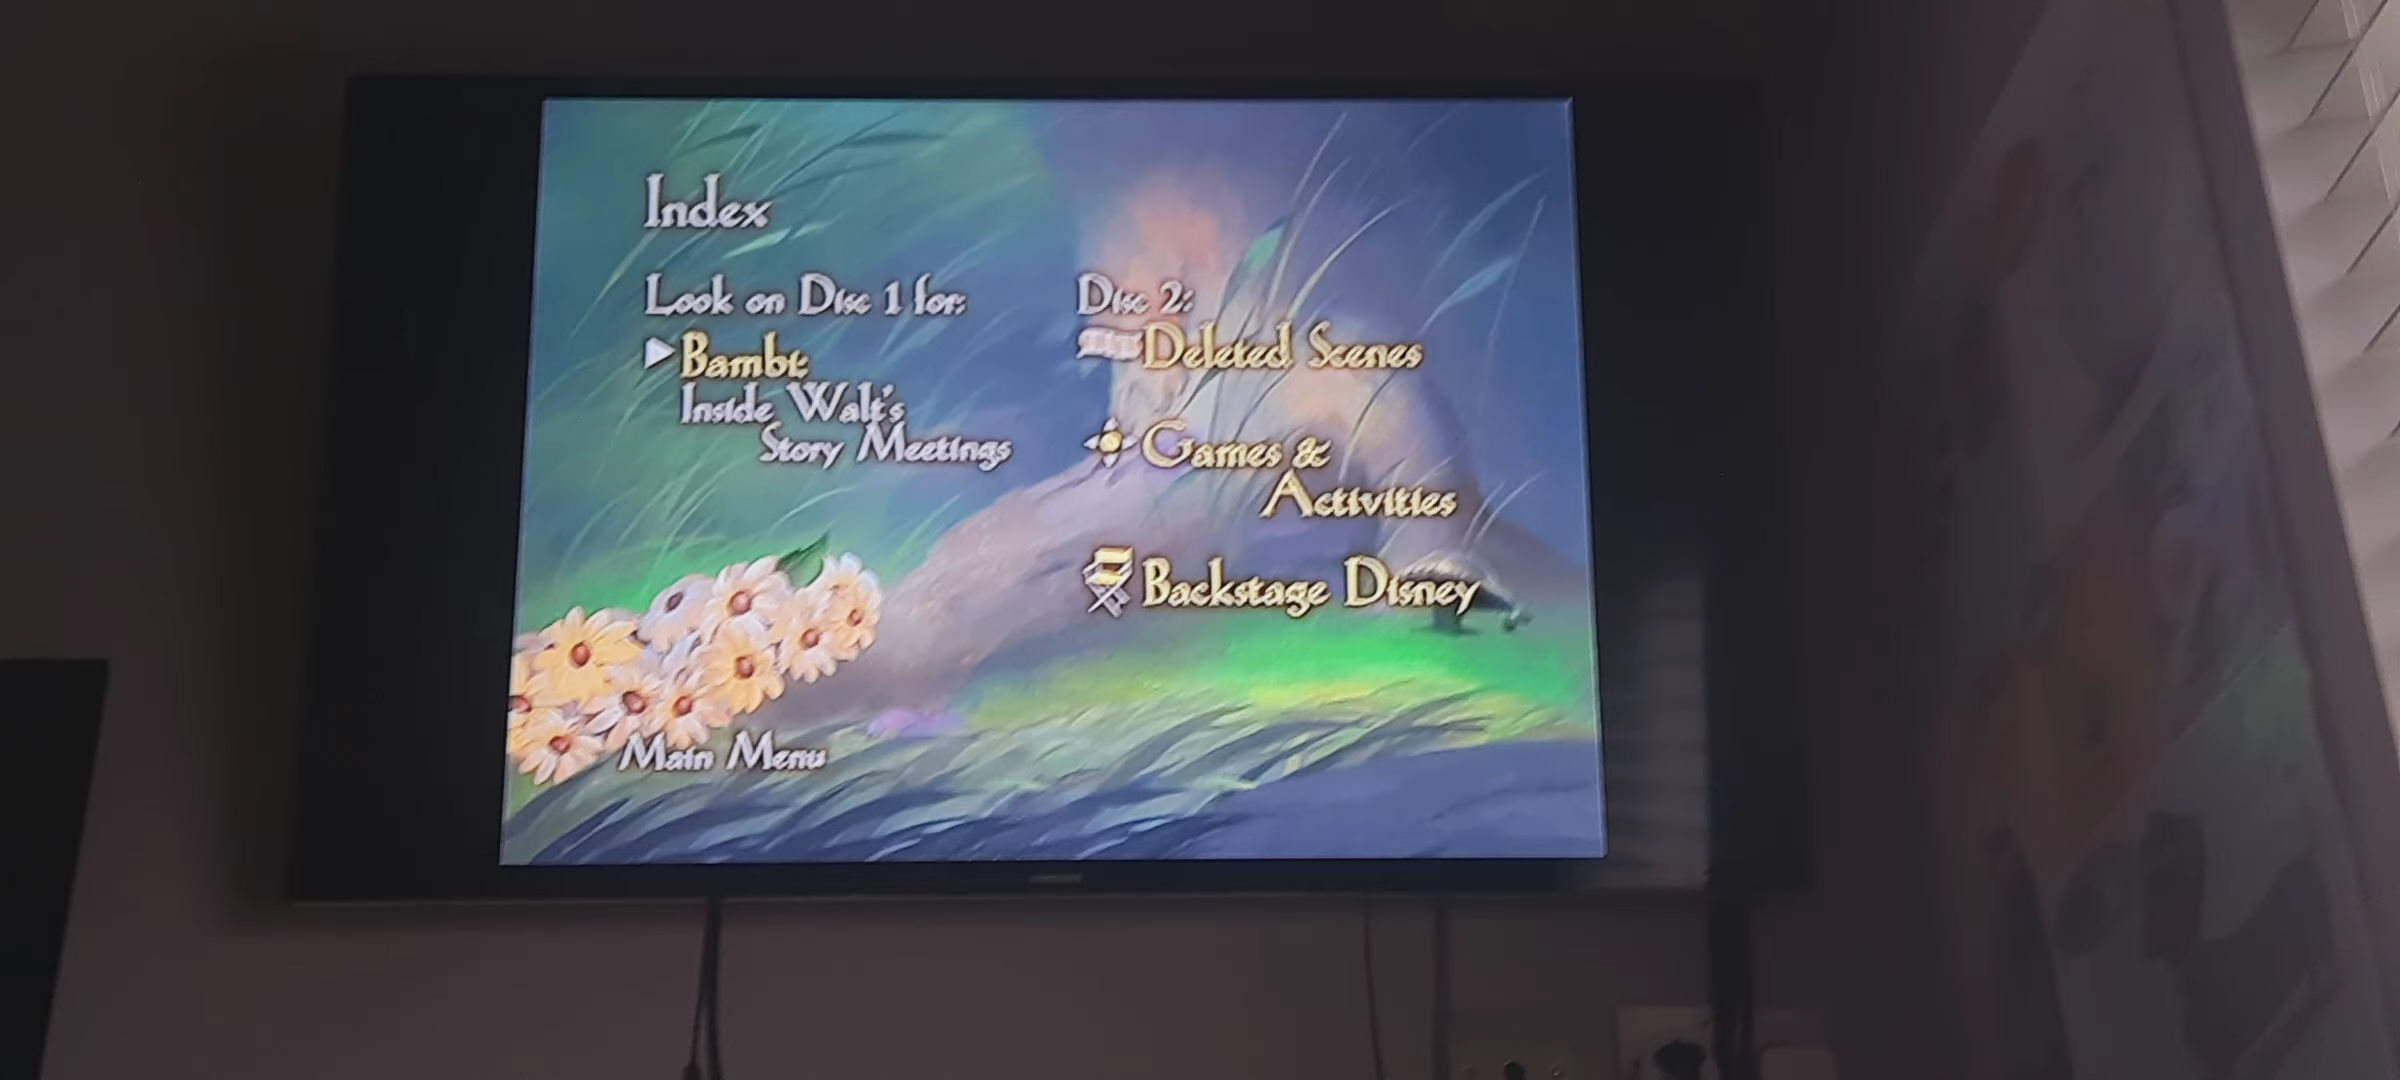 Index
Look on Disc 1 for:
Bambi:
Inside Walt's
Story Meetings
Disc 2:
Deleted Scenes
Games &
Activities
Backstage Disney
Main Menu